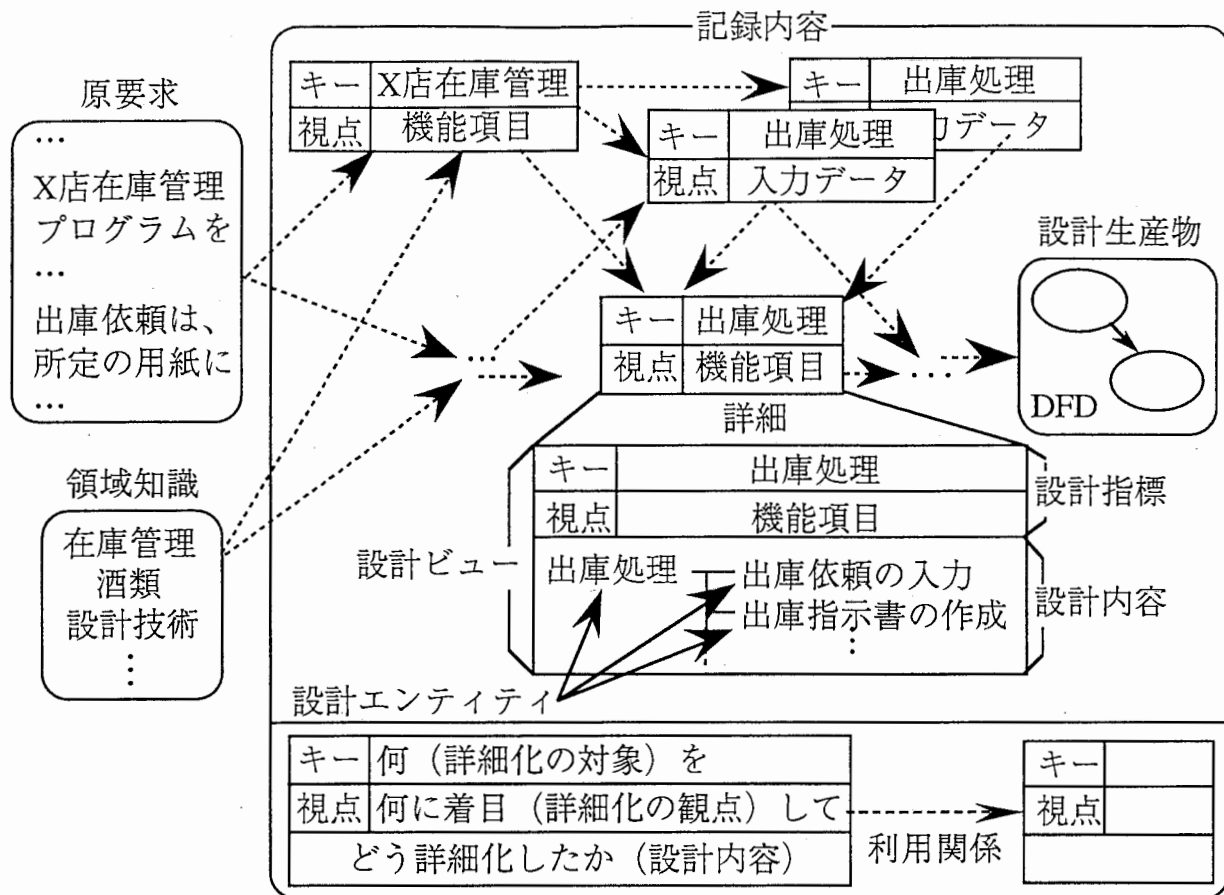 記録内容
原要求
…
X店在庫管理
プログラムを
…
出庫依頼は、
所定の用紙に
…
領域知識
在庫管理
酒類
設計技術
⋮
キー X店在庫管理
視点 機能項目
キー 出庫処理
力データ
キー 出庫処理
視点 入力データ
キー 出庫処理
視点 機能項目
…
…
設計生産物
DFD
詳細
キー 出庫処理
視点 機能項目
設計指標
設計ビュー
出庫処理
出庫依頼の入力
出庫指示書の作成
⋮
設計内容
設計エンティティ
キー 何（詳細化の対象）を
視点 何に着目（詳細化の観点）して
どう詳細化したか（設計内容）
利用関係
キー
視点